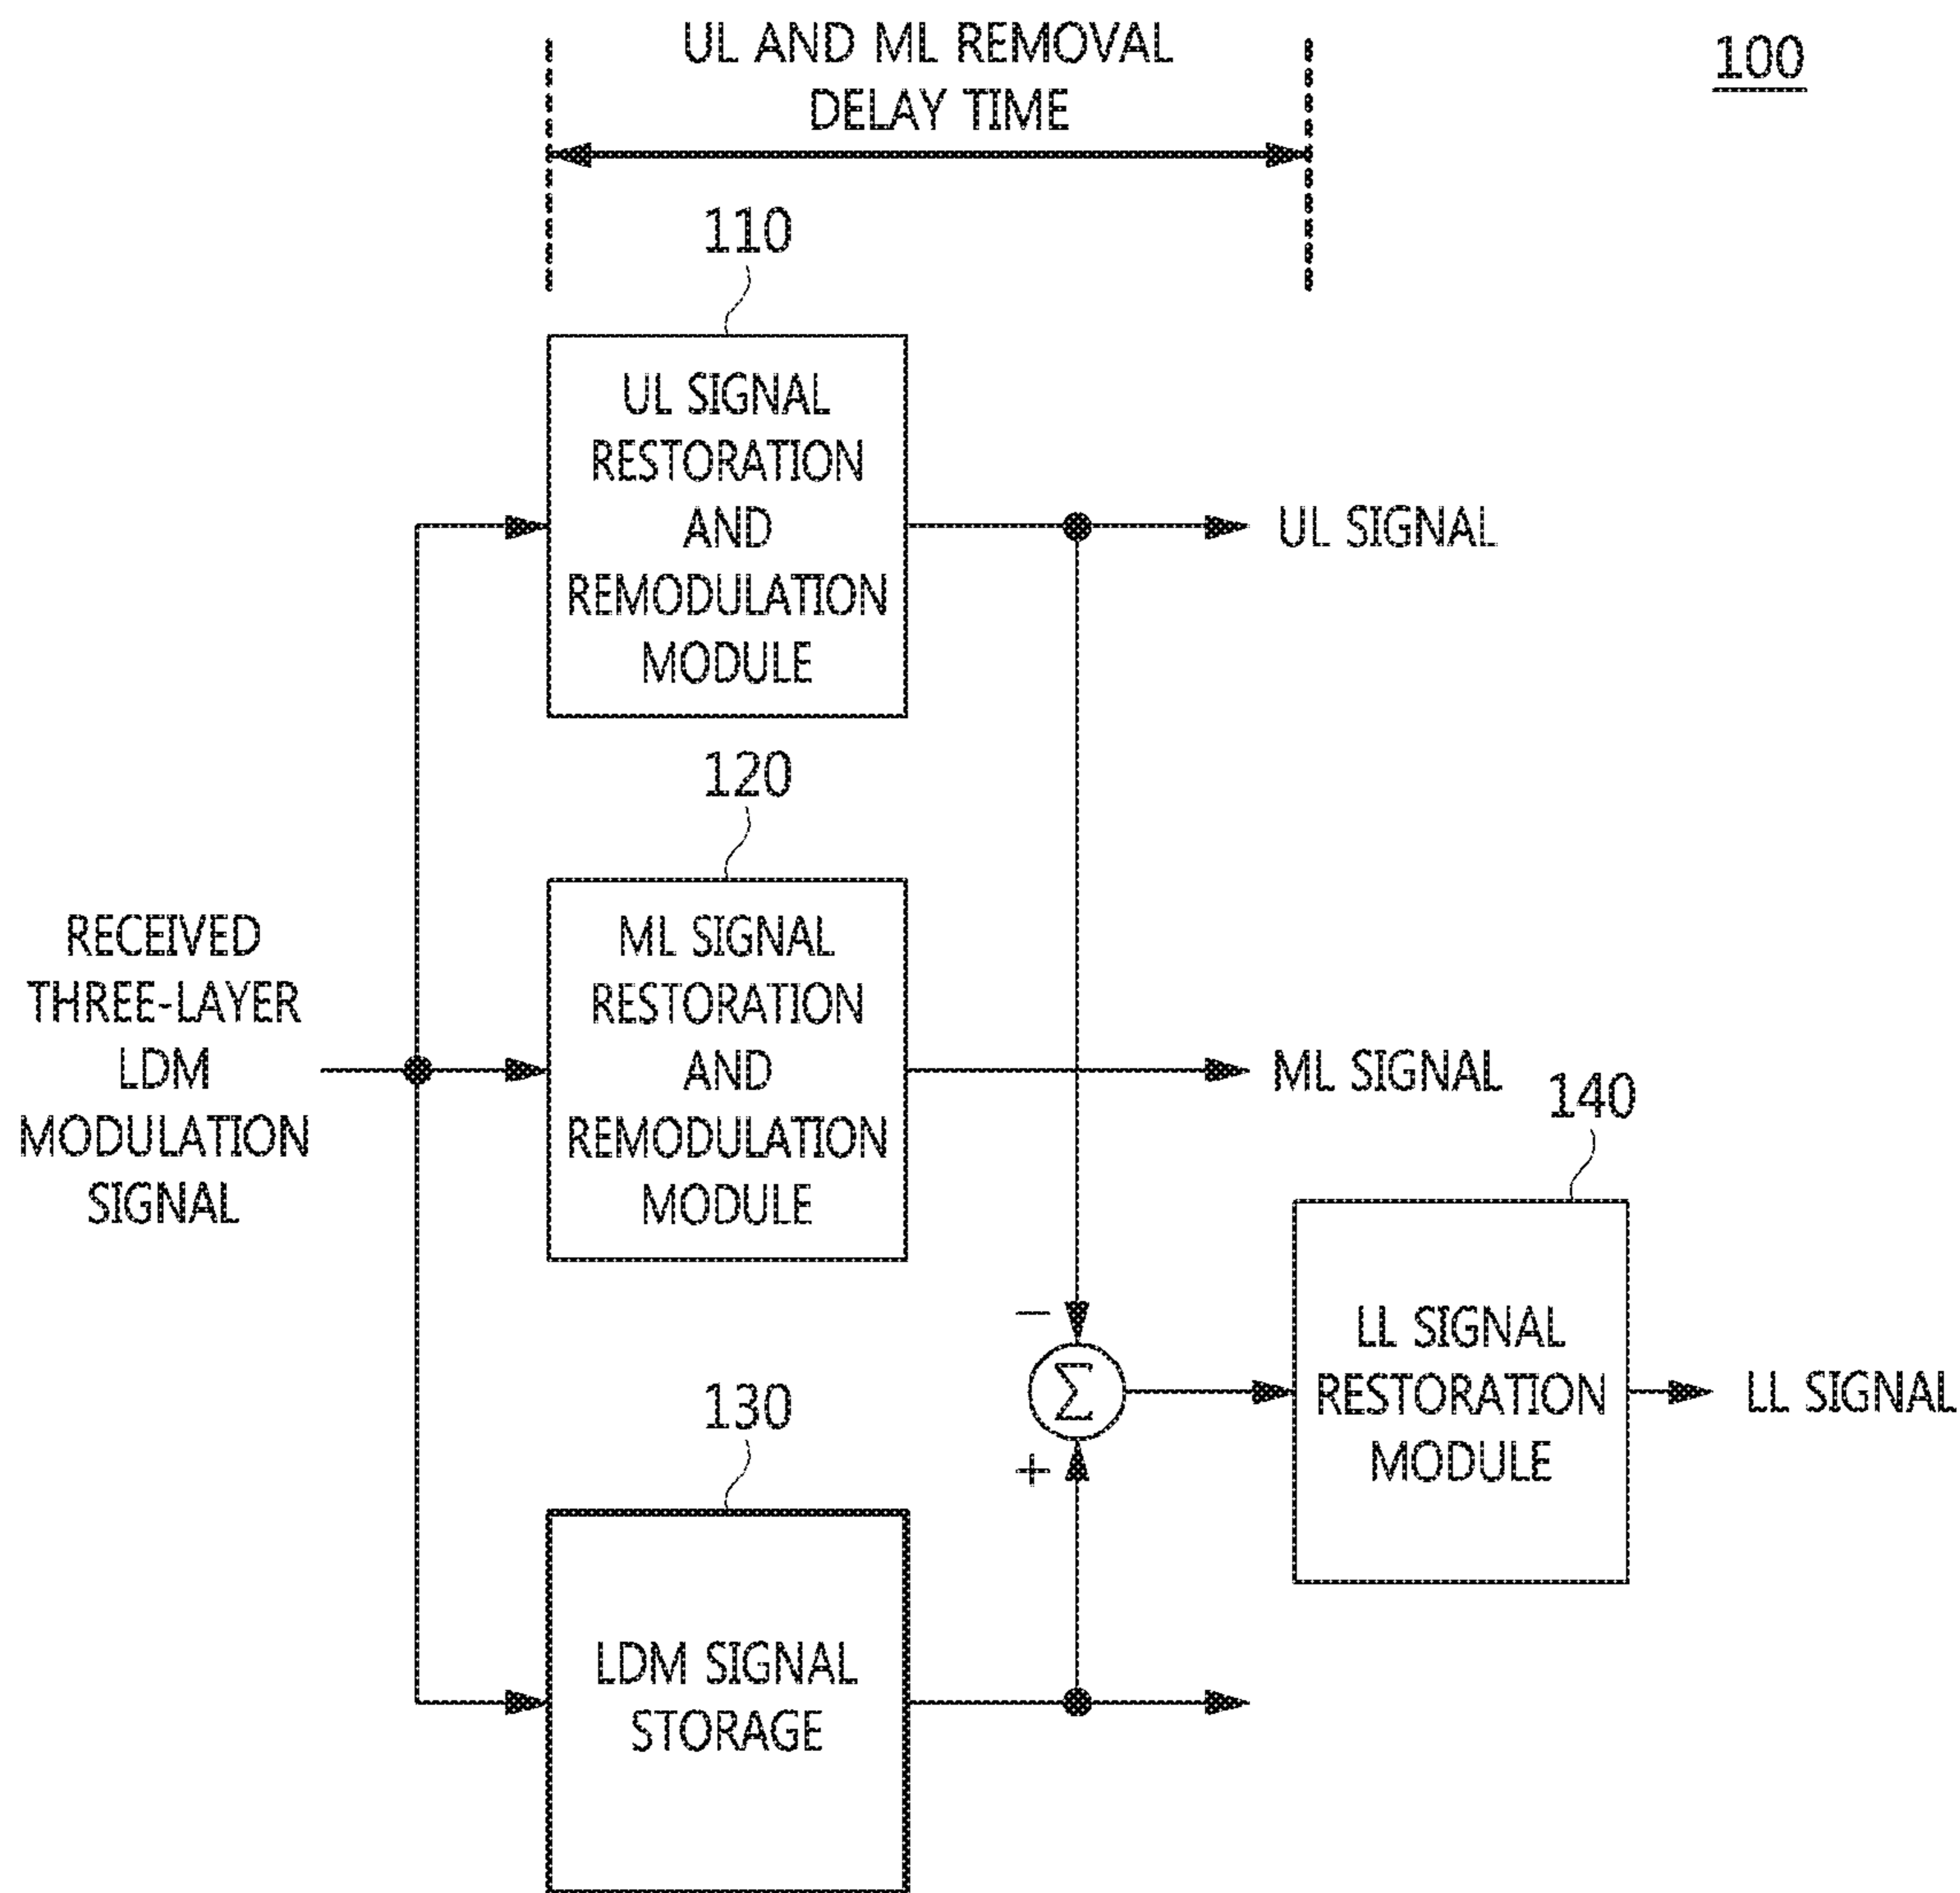 UL AND ML REMOVAL
DELAY TIME
100
110
UL SIGNAL
RESTORATION
AND
REMODULATION
MODULE
UL SIGNAL
120
RECEIVED
THREE-LAYER
LDM
MODULATION
SIGNAL
ML SIGNAL
RESTORATION
AND
REMODULATION
MODULE
ML SIGNAL
140
−
Σ
+
LL SIGNAL
RESTORATION
MODULE
LL SIGNAL
130
LDM SIGNAL
STORAGE